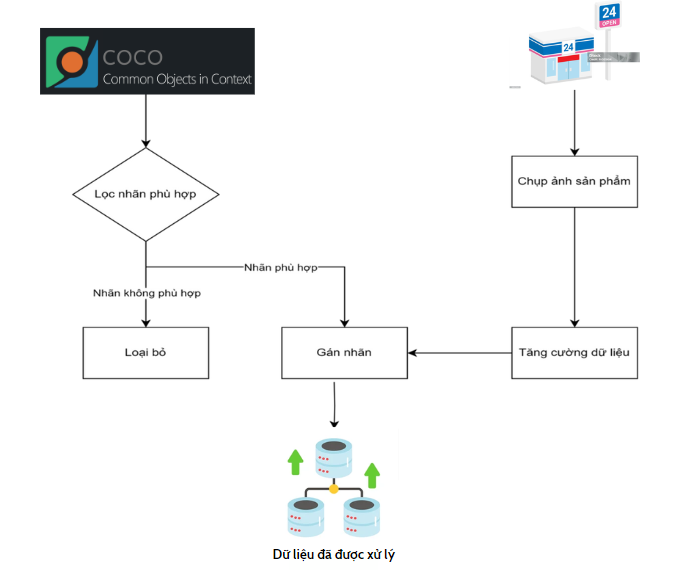 COCO
Common Objects in Context
24
OPEN
24
Lọc nhãn phù hợp
Chụp ảnh sản phẩm
Nhãn phù hợp
Nhãn không phù hợp
Loại bỏ
Gán nhãn
Tăng cường dữ liệu
Dữ liệu đã được xử lý